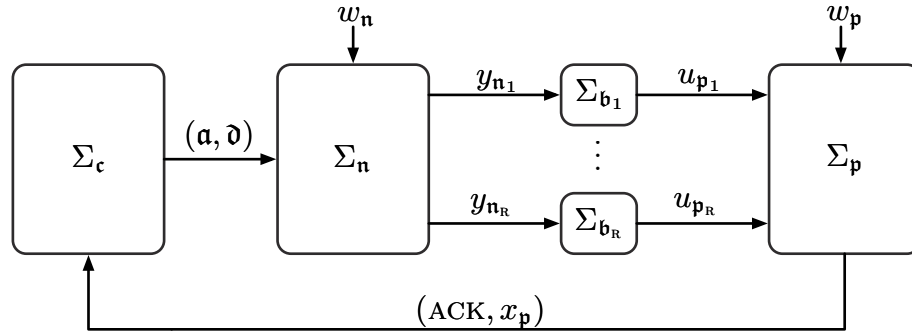 w𝔫 w𝔭
Σ𝔠 (𝔞, 𝔡) Σ𝔫 y𝔫₁ Σ𝔟₁ u𝔭₁ Σ𝔭
⋮
y𝔫R Σ𝔟R u𝔭R
(ACK, x𝔭)